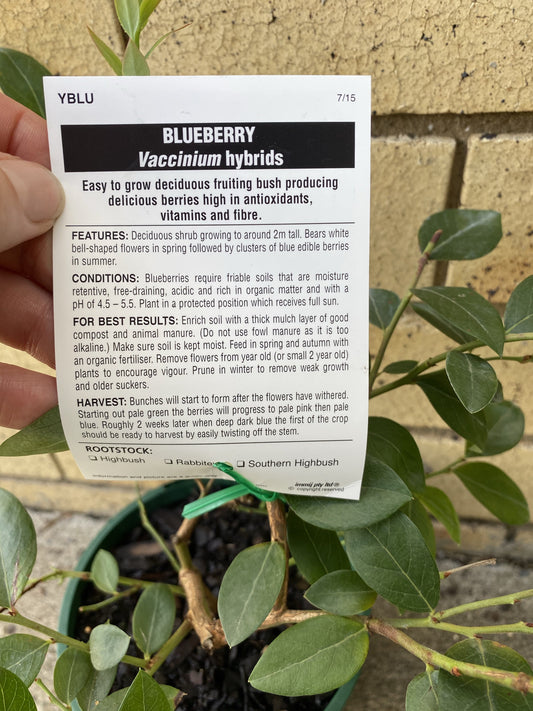 YBLU 7/15
BLUEBERRY
Vaccinium hybrids
Easy to grow deciduous fruiting bush producing
delicious berries high in antioxidants,
vitamins and fibre.
FEATURES: Deciduous shrub growing to around 2m tall. Bears white
bell-shaped flowers in spring followed by clusters of blue edible berries
in summer.
CONDITIONS: Blueberries require friable soils that are moisture
retentive, free-draining, acidic and rich in organic matter and with a
pH of 4.5 – 5.5. Plant in a protected position which receives full sun.
FOR BEST RESULTS: Enrich soil with a thick mulch layer of good
compost and animal manure. (Do not use fowl manure as it is too
alkaline.) Make sure soil is kept moist. Feed in spring and autumn with
an organic fertiliser. Remove flowers from year old (or small 2 year old)
plants to encourage vigour. Prune in winter to remove weak growth
and older suckers.
HARVEST: Bunches will start to form after the flowers have withered.
Starting out pale green the berries will progress to pale pink then pale
blue. Roughly 2 weeks later when deep dark blue the first of the crop
should be ready to harvest by easily twisting off the stem.
ROOTSTOCK:
❑ Highbush ❑ Rabbiteye ❑ Southern Highbush
immij pty ltd®
© copyright reserved